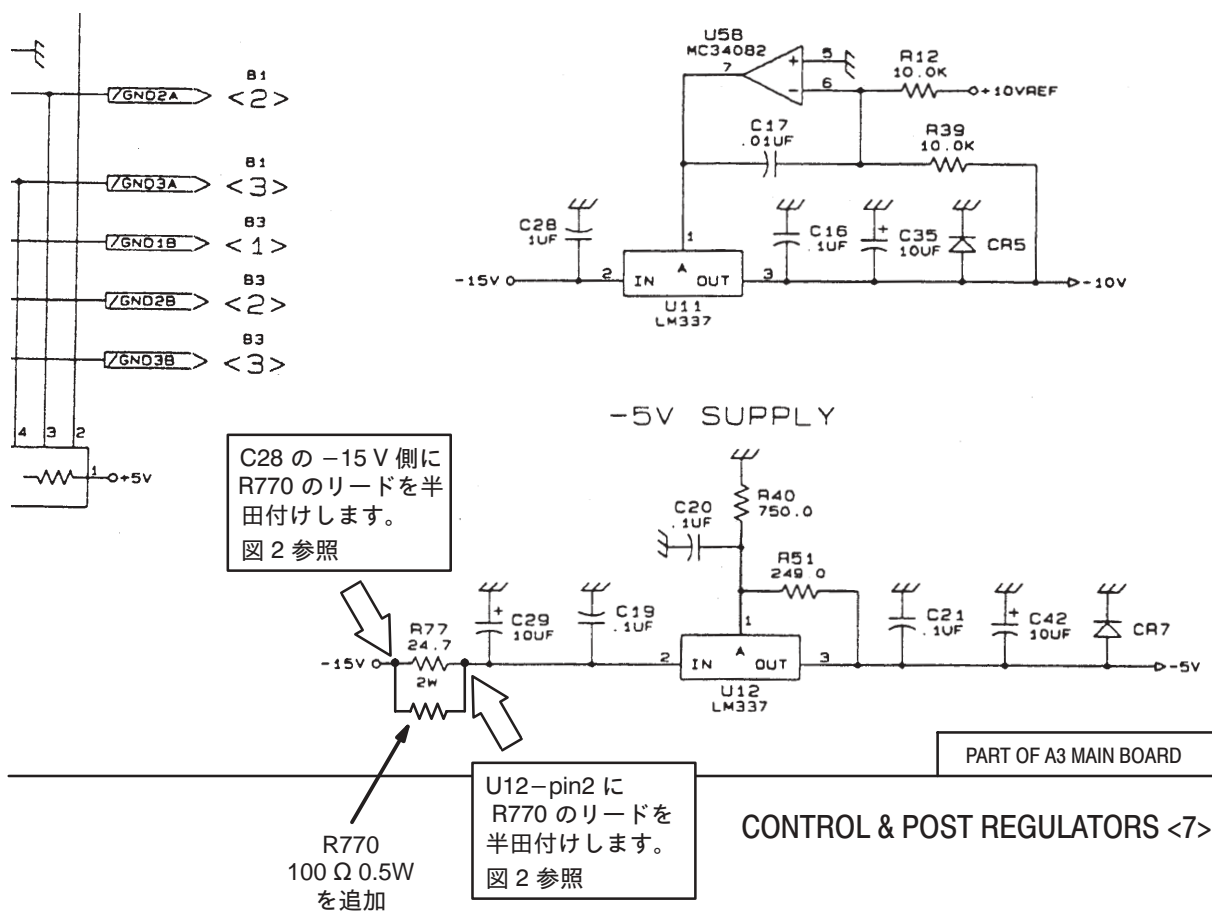 B1
/GND2A
<2>
B1
/GND3A
<3>
B3
/GND1B
<1>
B3
/GND2B
<2>
B3
/GND3B
<3>
4 3 2
1
+5V
U5B
MC34082
7
5
6
+
-
R12
10.0K
+10VREF
C17
.01UF
R39
10.0K
C28
1UF
1
C16
.1UF
+
C35
10UF
CR5
-15V
2
IN A OUT
3
-10V
U11
LM337
-5V SUPPLY
C28 の −15 V 側に
R770 のリードを半
田付けします。
図 2 参照
C20
.1UF
R40
750.0
R51
249.0
-15V
R77
24.7
2W
+
C29
10UF
C19
.1UF
1
2
IN A OUT
3
U12
LM337
C21
.1UF
+
C42
10UF
CR7
-5V
PART OF A3 MAIN BOARD
U12−pin2 に
R770 のリードを
半田付けします。
図 2 参照
CONTROL & POST REGULATORS <7>
R770
100 Ω 0.5W
を追加